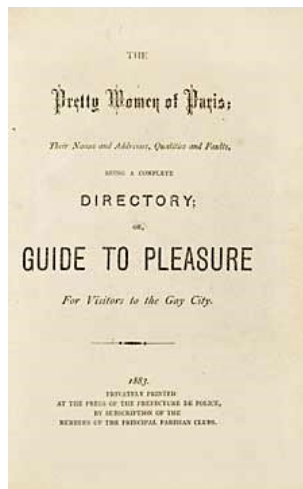 THE
Pretty Women of Paris;
Their Names and Addresses, Qualities and Faults,
BEING A COMPLETE
DIRECTORY;
OR,
GUIDE TO PLEASURE
For Visitors to the Gay City.
1883.
PRIVATELY PRINTED
AT THE PRESS OF THE PREFECTURE DE POLICE,
BY SUBSCRIPTION OF THE
MEMBERS OF THE PRINCIPAL PARISIAN CLUBS.